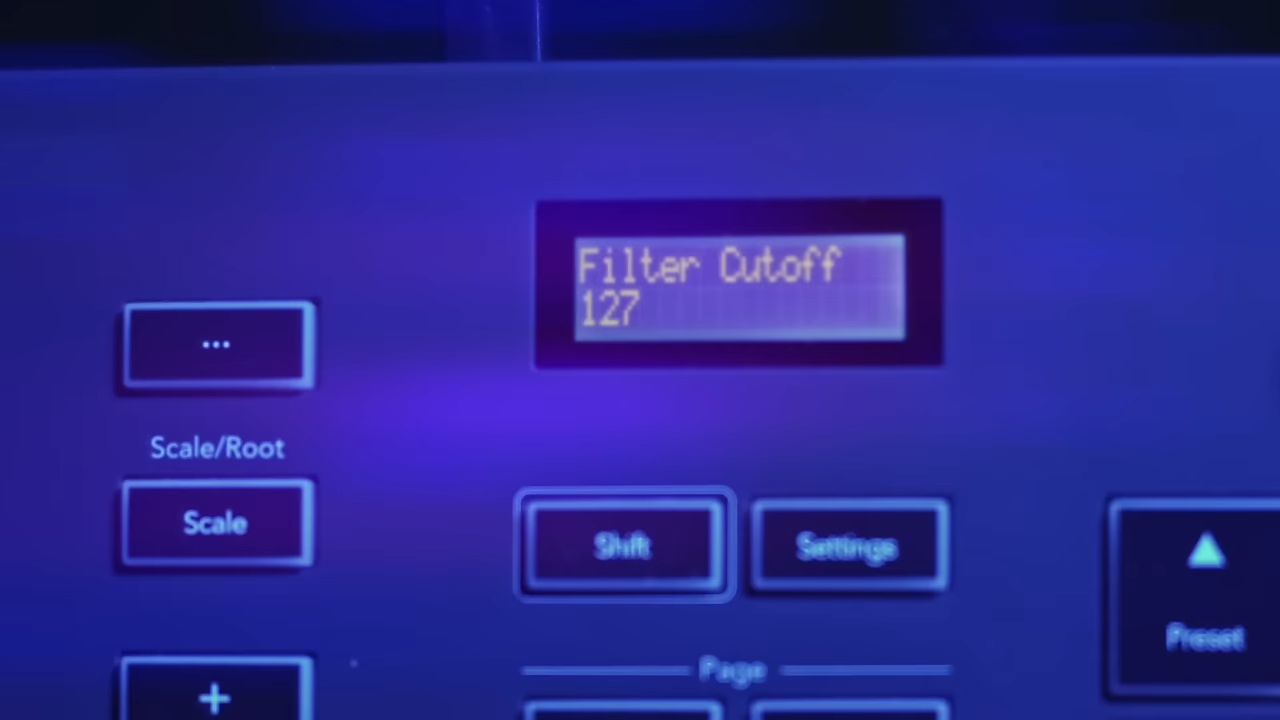 Filter Cutoff
127
...
Scale/Root
Scale
Shift
Settings
Preset
+
Page